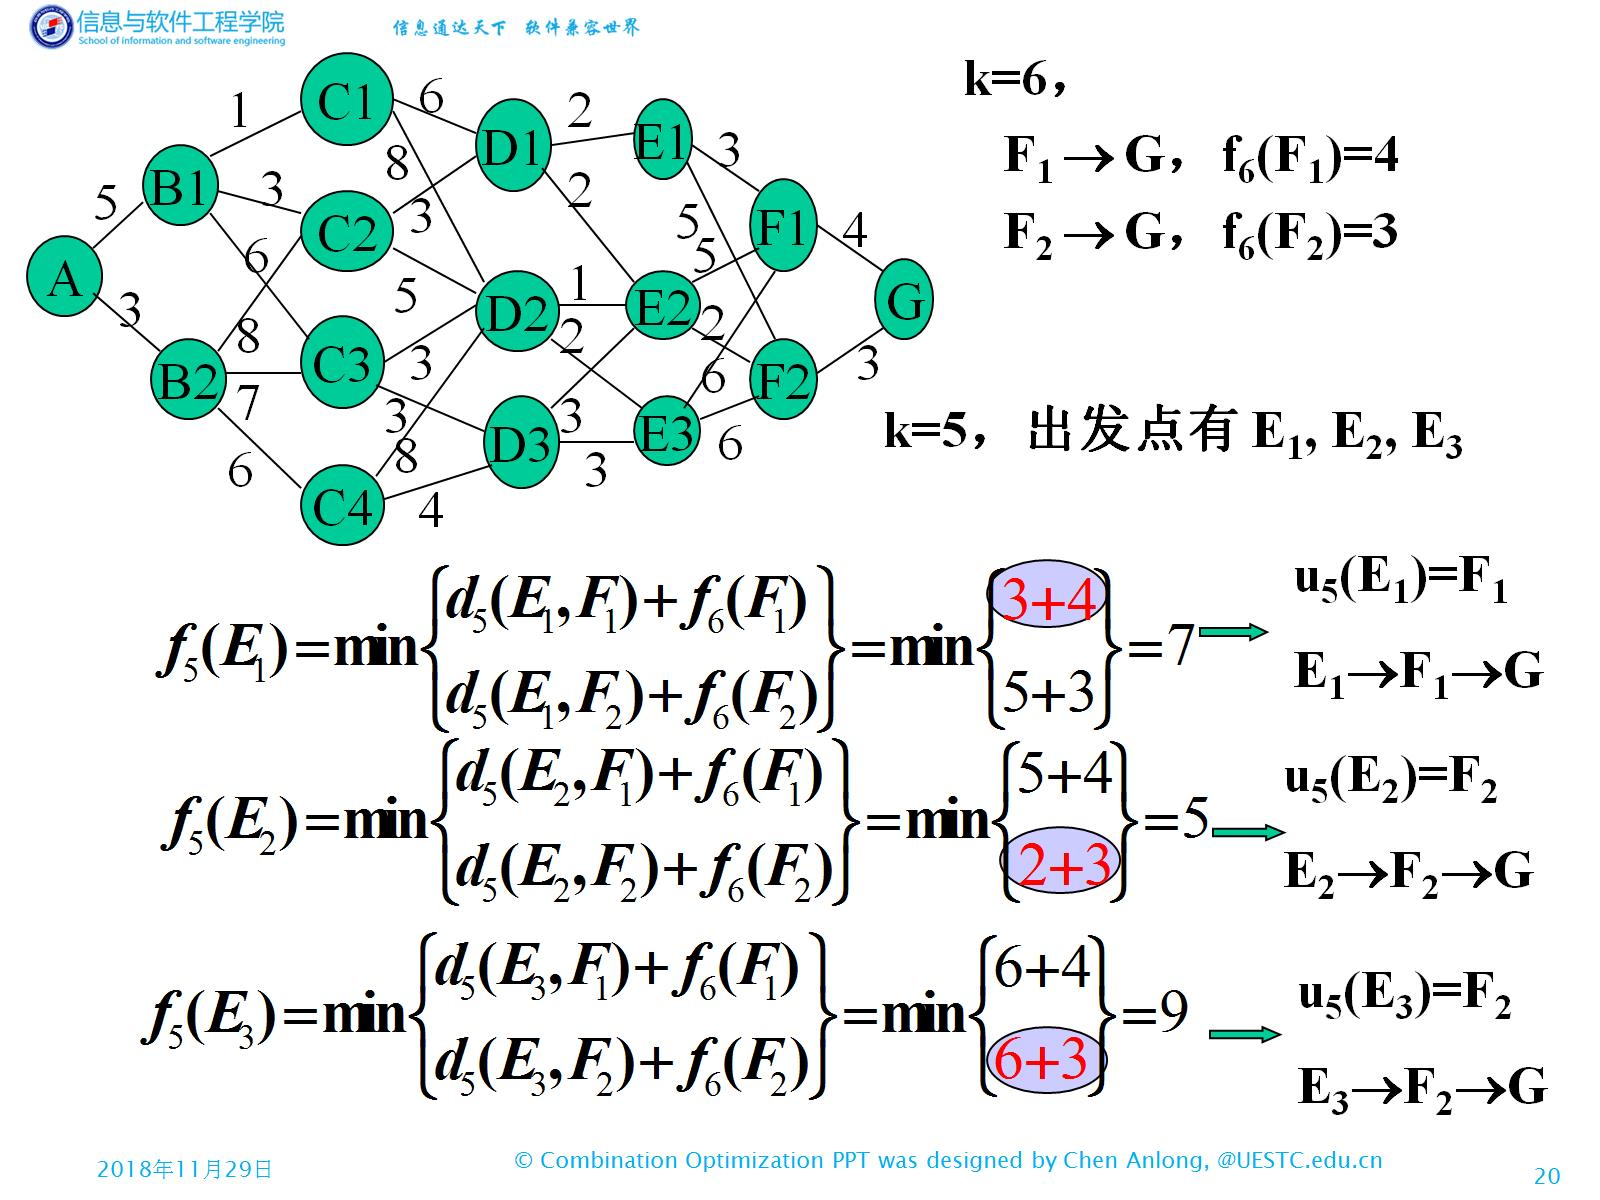 信息与软件工程学院
School of information and software engineering
信息通达天下 软件兼容世界
A
B1
B2
C1
C2
C3
C4
D1
D2
D3
E1
E2
E3
F1
F2
G
5
3
1
3
6
8
7
6
6
8
3
5
3
3
8
4
2
2
1
2
3
3
3
5
5
2
6
6
4
3
k=6，
F₁→G， f₆(F₁)=4
F₂→G， f₆(F₂)=3
k=5，出发点有 E₁, E₂, E₃
f₅(E₁)=min{d₅(E₁,F₁)+f₆(F₁)
d₅(E₁,F₂)+f₆(F₂)}=min{3+4
5+3}=7
u₅(E₁)=F₁
E₁→F₁→G
f₅(E₂)=min{d₅(E₂,F₁)+f₆(F₁)
d₅(E₂,F₂)+f₆(F₂)}=min{5+4
2+3}=5
u₅(E₂)=F₂
E₂→F₂→G
f₅(E₃)=min{d₅(E₃,F₁)+f₆(F₁)
d₅(E₃,F₂)+f₆(F₂)}=min{6+4
6+3}=9
u₅(E₃)=F₂
E₃→F₂→G
2018年11月29日
© Combination Optimization PPT was designed by Chen Anlong, @UESTC.edu.cn
20